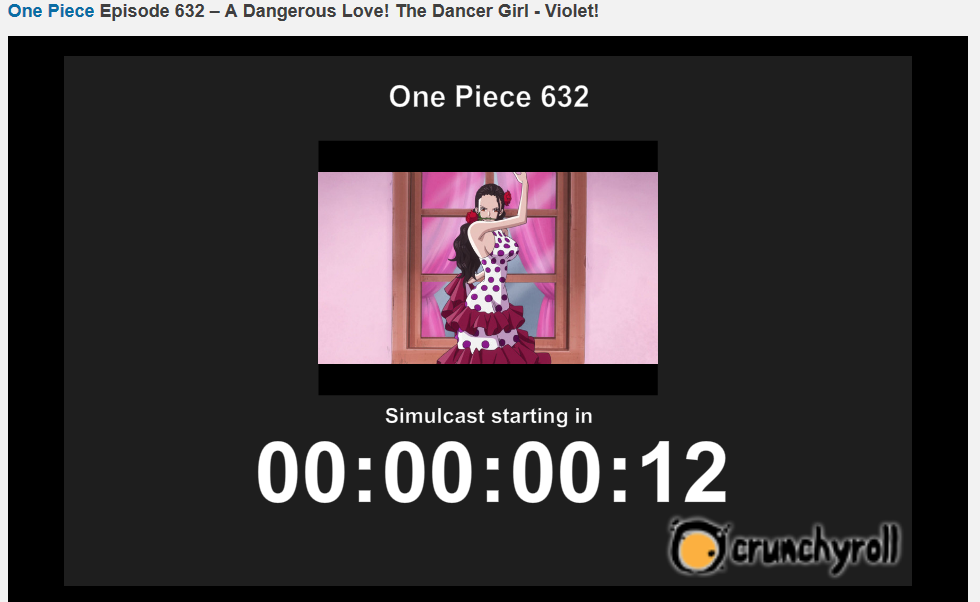 One Piece Episode 632 – A Dangerous Love! The Dancer Girl - Violet!
One Piece 632
Simulcast starting in
00:00:00:12
crunchyroll